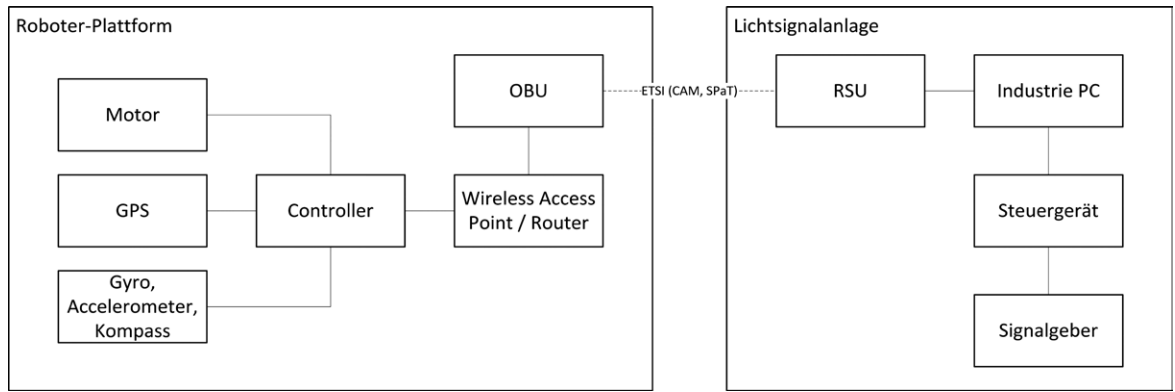 Roboter-Plattform
Motor
GPS
Gyro,
Accelerometer,
Kompass
Controller
OBU
Wireless Access
Point / Router
ETSI (CAM, SPaT)
Lichtsignalanlage
RSU
Industrie PC
Steuergerät
Signalgeber